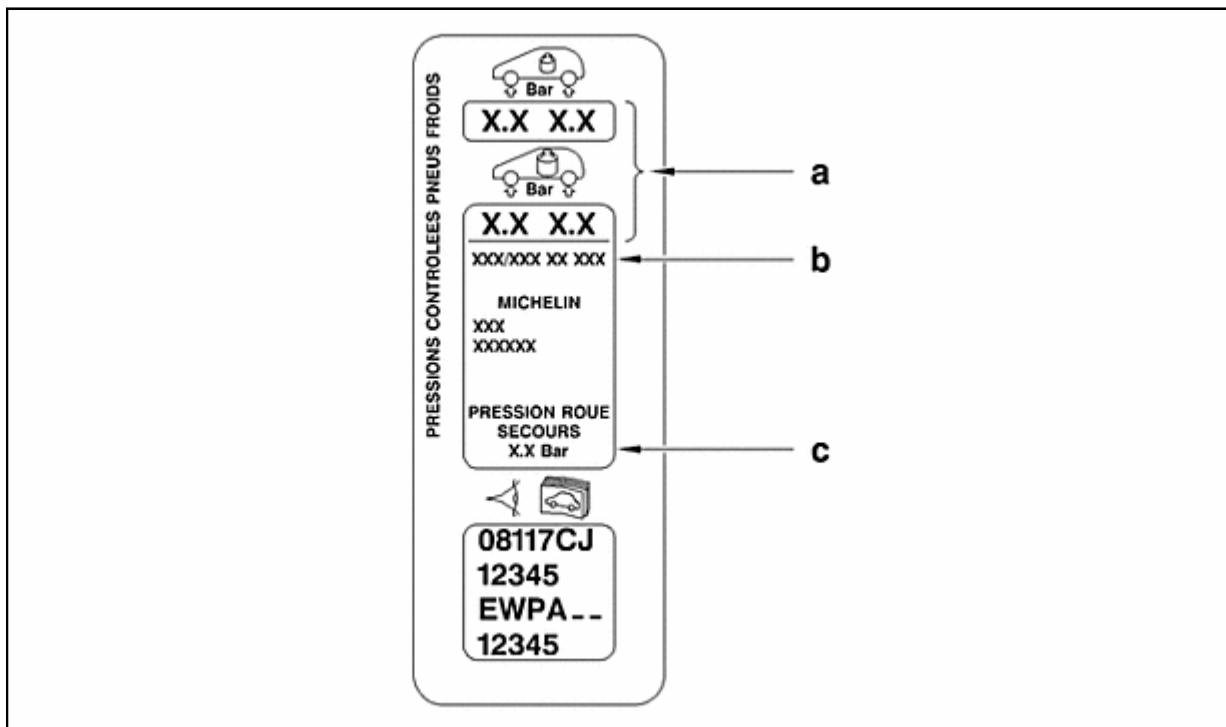 PRESSIONS CONTROLEES PNEUS FROIDS
Bar
X.X X.X
Bar
X.X X.X
XXX/XXX XX XXX
MICHELIN
XXX
XXXXXX
PRESSION ROUE
SECOURS
X.X Bar
08117CJ
12345
EWPA--
12345
a
b
c